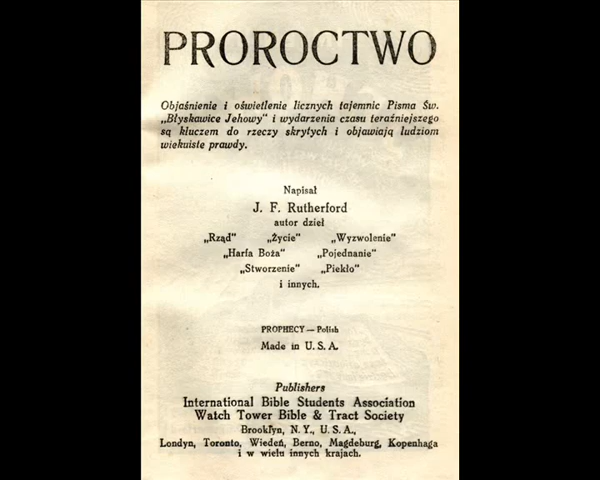 PROROCTWO
Objaśnienie i oświetlenie licznych tajemnic Pisma Św.
„Błyskawice Jehowy" i wydarzenia czasu teraźniejszego
są kluczem do rzeczy skrytych i objawiają ludziom
wiekuiste prawdy.
Napisał
J. F. Rutherford
autor dzieł
„Rząd" „Życie" „Wyzwolenie"
„Harfa Boża" „Pojednanie"
„Stworzenie" „Piekło"
i innych.
PROPHECY — Polish
Made in U. S. A.
Publishers
International Bible Students Association
Watch Tower Bible & Tract Society
Brooklyn, N. Y., U. S. A.,
Londyn, Toronto, Wiedeń, Berno, Magdeburg, Kopenhaga
i w wielu innych krajach.